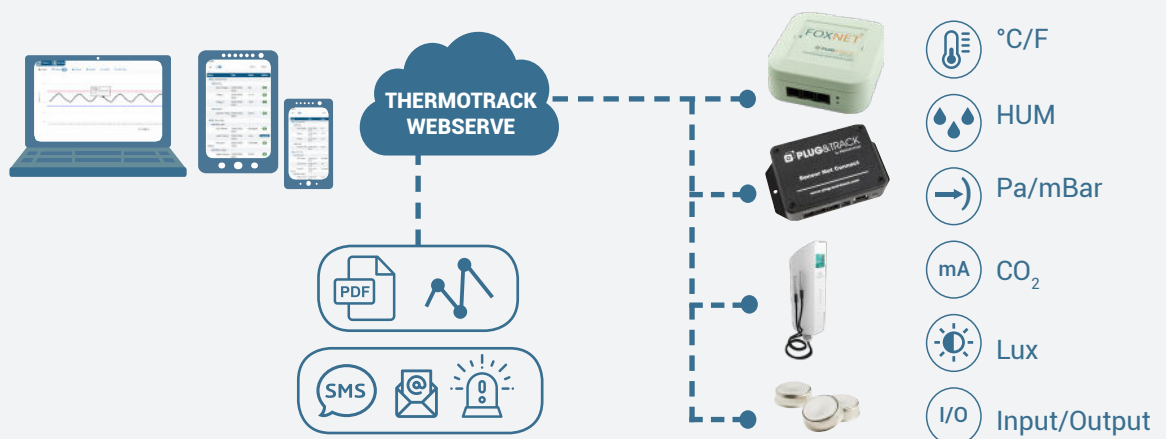 THERMOTRACK
WEBSERVE
PDF
SMS
@
FOXNET
PLUG&TRACK
Sensor Net Connect
°C/F
HUM
Pa/mBar
mA
CO₂
Lux
I/O
Input/Output